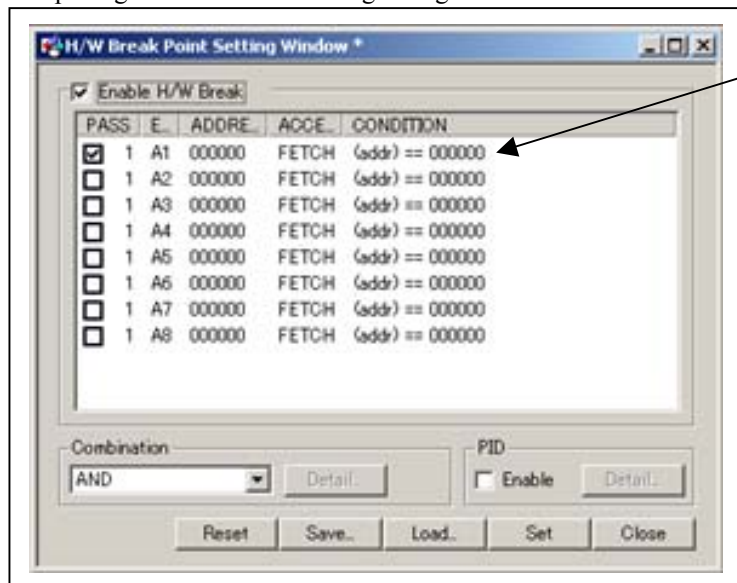 H/W Break Point Setting Window *
Enable H/W Break
PASS E... ADDRE... ACCE... CONDITION
1 A1 000000 FETCH (addr) == 000000
1 A2 000000 FETCH (addr) == 000000
1 A3 000000 FETCH (addr) == 000000
1 A4 000000 FETCH (addr) == 000000
1 A5 000000 FETCH (addr) == 000000
1 A6 000000 FETCH (addr) == 000000
1 A7 000000 FETCH (addr) == 000000
1 A8 000000 FETCH (addr) == 000000
Combination PID
AND Detail... Enable Detail...
Reset Save... Load... Set Close